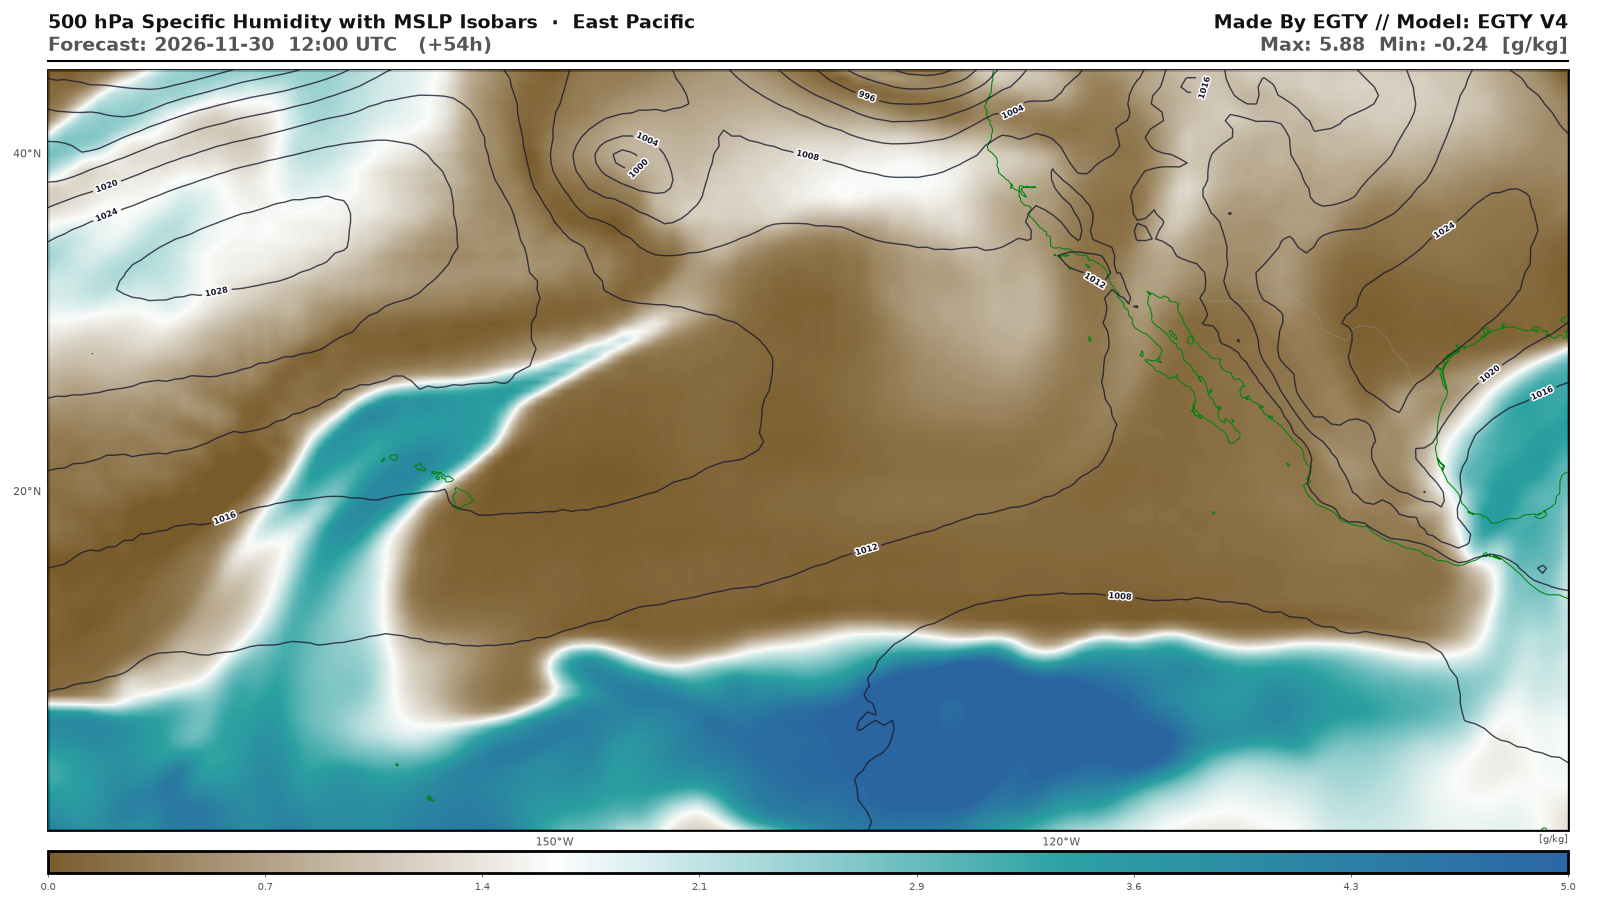 500 hPa Specific Humidity with MSLP Isobars · East Pacific
Made By EGTY // Model: EGTY V4
Forecast: 2026-11-30 12:00 UTC (+54h)
Max: 5.88 Min: -0.24 [g/kg]
996
1016
1004
1004
1008
1000
40°N
1020
1024
1024
1012
1028
1020
1016
20°N
1016
1012
1008
150°W
120°W
[g/kg]
0.0 0.7 1.4 2.1 2.9 3.6 4.3 5.0